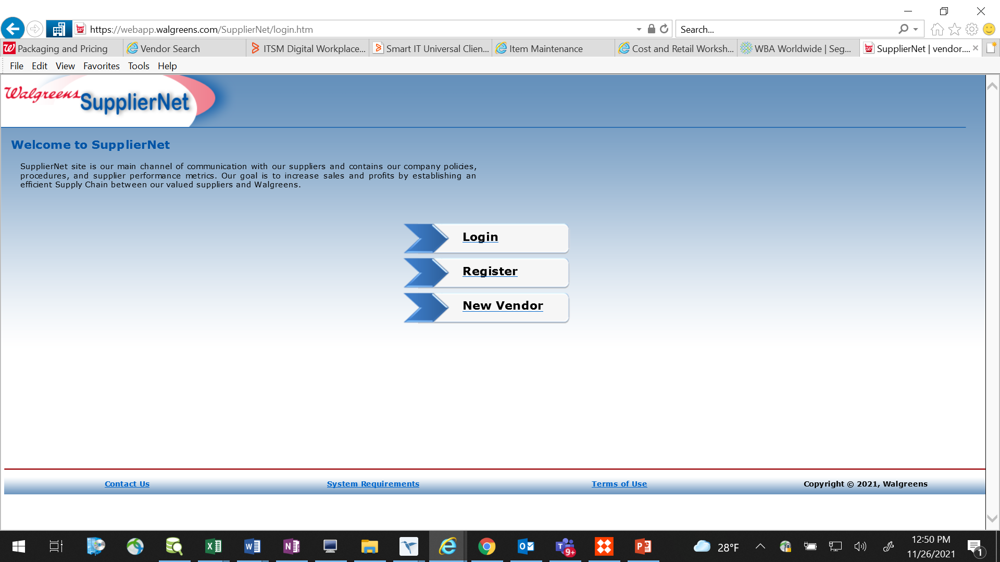 https://webapp.walgreens.com/SupplierNet/login.htm
Search...
Packaging and Pricing
Vendor Search
ITSM Digital Workplace...
Smart IT Universal Clien...
Item Maintenance
Cost and Retail Worksh...
WBA Worldwide | Seg...
SupplierNet | vendor....
File Edit View Favorites Tools Help
Walgreens
SupplierNet
Welcome to SupplierNet
SupplierNet site is our main channel of communication with our suppliers and contains our company policies,
procedures, and supplier performance metrics. Our goal is to increase sales and profits by establishing an
efficient Supply Chain between our valued suppliers and Walgreens.
Login
Register
New Vendor
Contact Us
System Requirements
Terms of Use
Copyright © 2021, Walgreens
9+
28°F
12:50 PM
11/26/2021
1